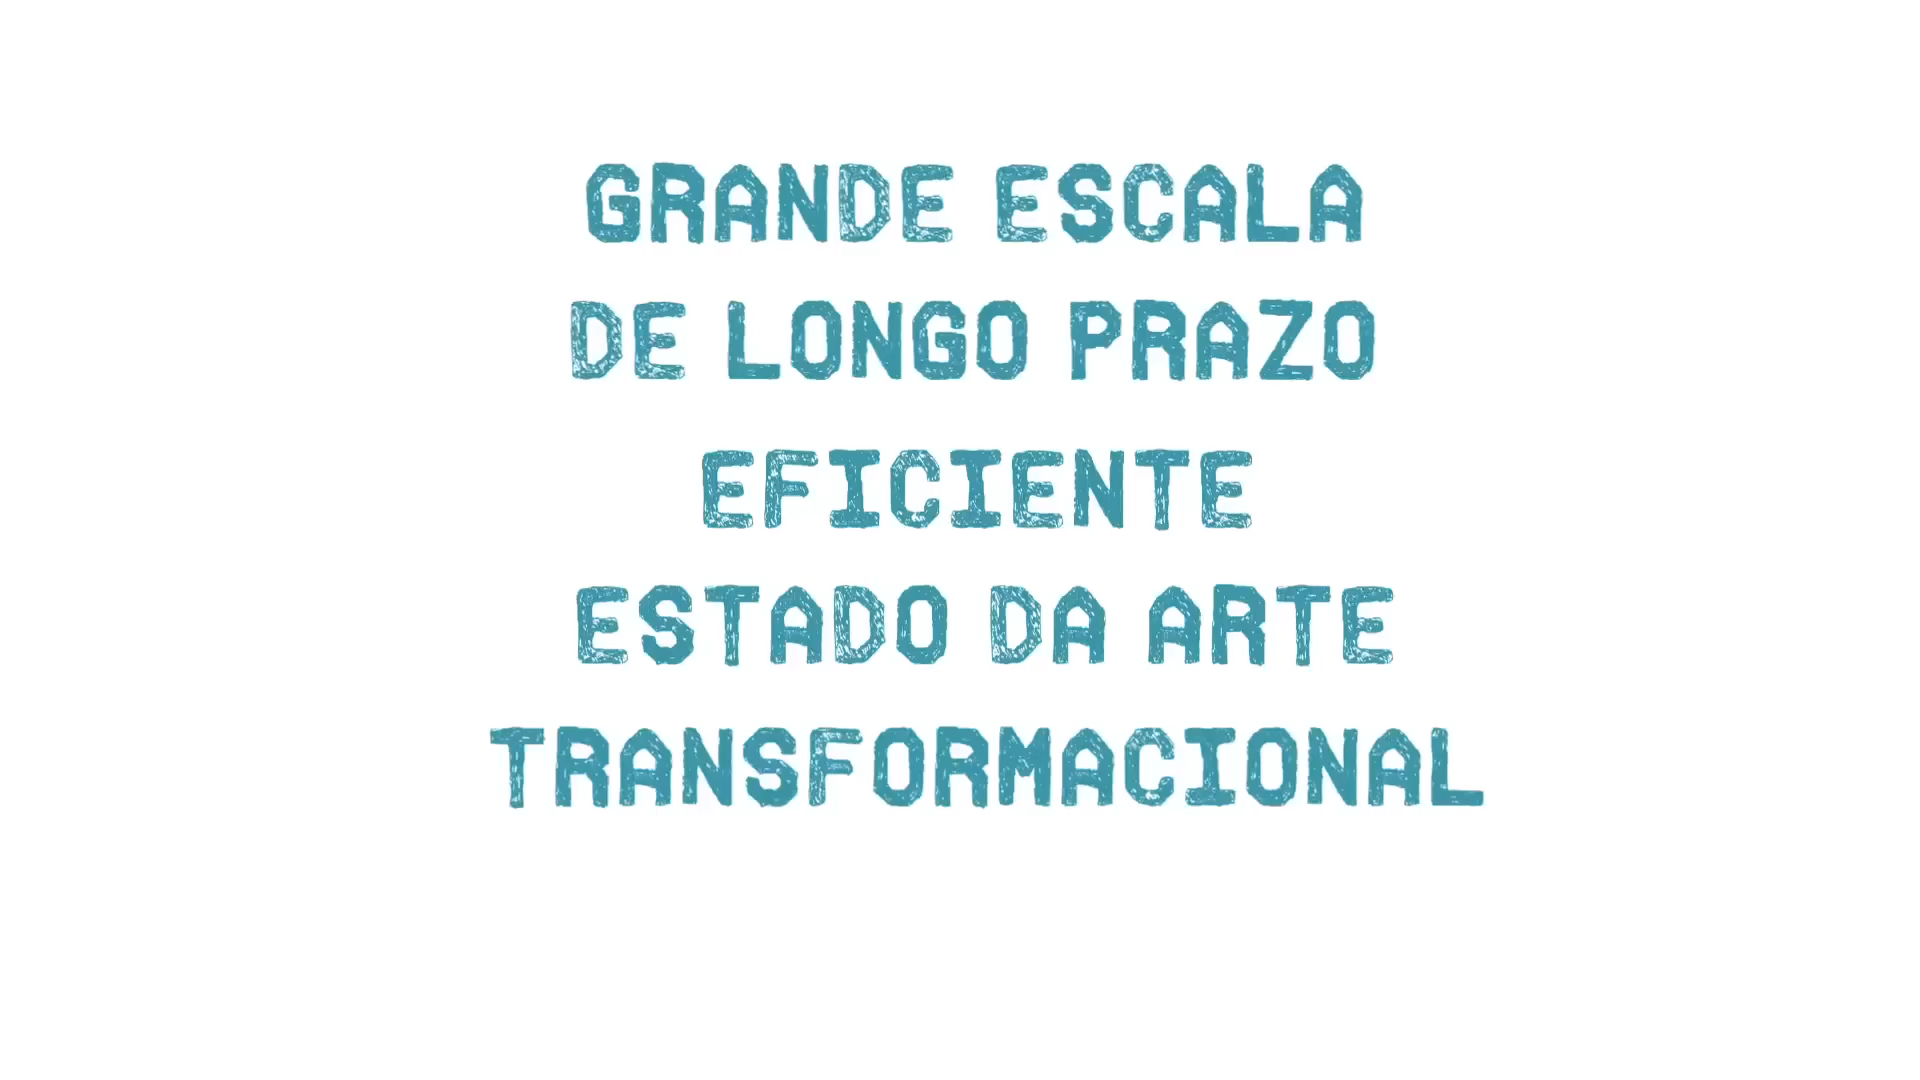 GRANDE ESCALA
DE LONGO PRAZO
EFICIENTE
ESTADO DA ARTE
TRANSFORMACIONAL